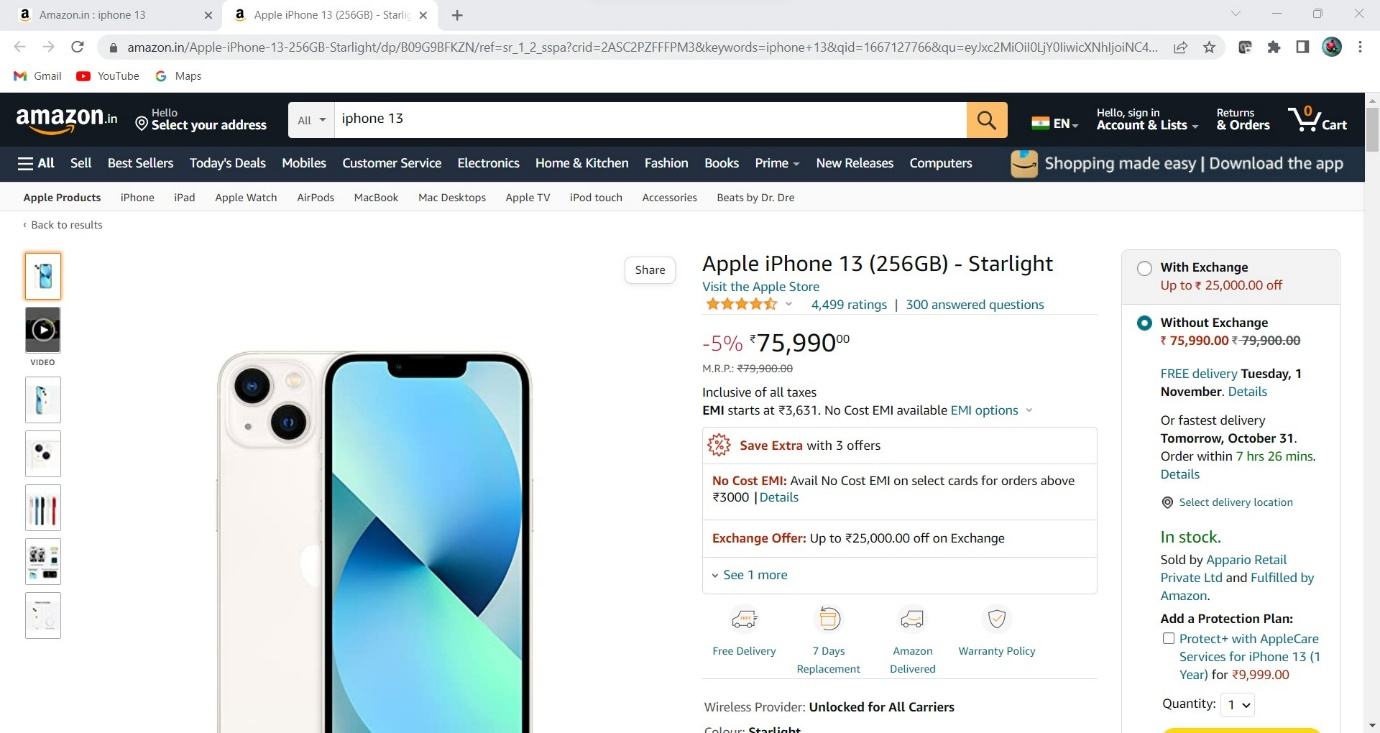 Amazon.in : iphone 13
Apple iPhone 13 (256GB) - Starlig
amazon.in/Apple-iPhone-13-256GB-Starlight/dp/B09G9BFKZN/ref=sr_1_2_sspa?crid=2ASC2PZFFFPM3&keywords=iphone+13&qid=1667127766&qu=eyJxc2MiOiI0LjY0IiwicXNhIjoiNC4...
Gmail YouTube Maps
amazon.in
Hello
Select your address
All
iphone 13
EN
Hello, sign in
Account & Lists
Returns
& Orders
0
Cart
All Sell Best Sellers Today's Deals Mobiles Customer Service Electronics Home & Kitchen Fashion Books Prime New Releases Computers
Shopping made easy | Download the app
Apple Products iPhone iPad Apple Watch AirPods MacBook Mac Desktops Apple TV iPod touch Accessories Beats by Dr. Dre
‹ Back to results
VIDEO
Share
Apple iPhone 13 (256GB) - Starlight
Visit the Apple Store
4,499 ratings | 300 answered questions
-5% ₹75,99000
M.R.P.: ₹79,900.00
Inclusive of all taxes
EMI starts at ₹3,631. No Cost EMI available EMI options
Save Extra with 3 offers
No Cost EMI: Avail No Cost EMI on select cards for orders above
₹3000 |Details
Exchange Offer: Up to ₹25,000.00 off on Exchange
See 1 more
FREE
Free Delivery
7 Days
Replacement
Amazon
Delivered
Warranty Policy
Wireless Provider: Unlocked for All Carriers
Colour: Starlight
With Exchange
Up to ₹ 25,000.00 off
Without Exchange
₹ 75,990.00 ₹ 79,900.00
FREE delivery Tuesday, 1
November. Details
Or fastest delivery
Tomorrow, October 31.
Order within 7 hrs 26 mins.
Details
Select delivery location
In stock.
Sold by Appario Retail
Private Ltd and Fulfilled by
Amazon.
Add a Protection Plan:
Protect+ with AppleCare
Services for iPhone 13 (1
Year) for ₹9,999.00
Quantity: 1